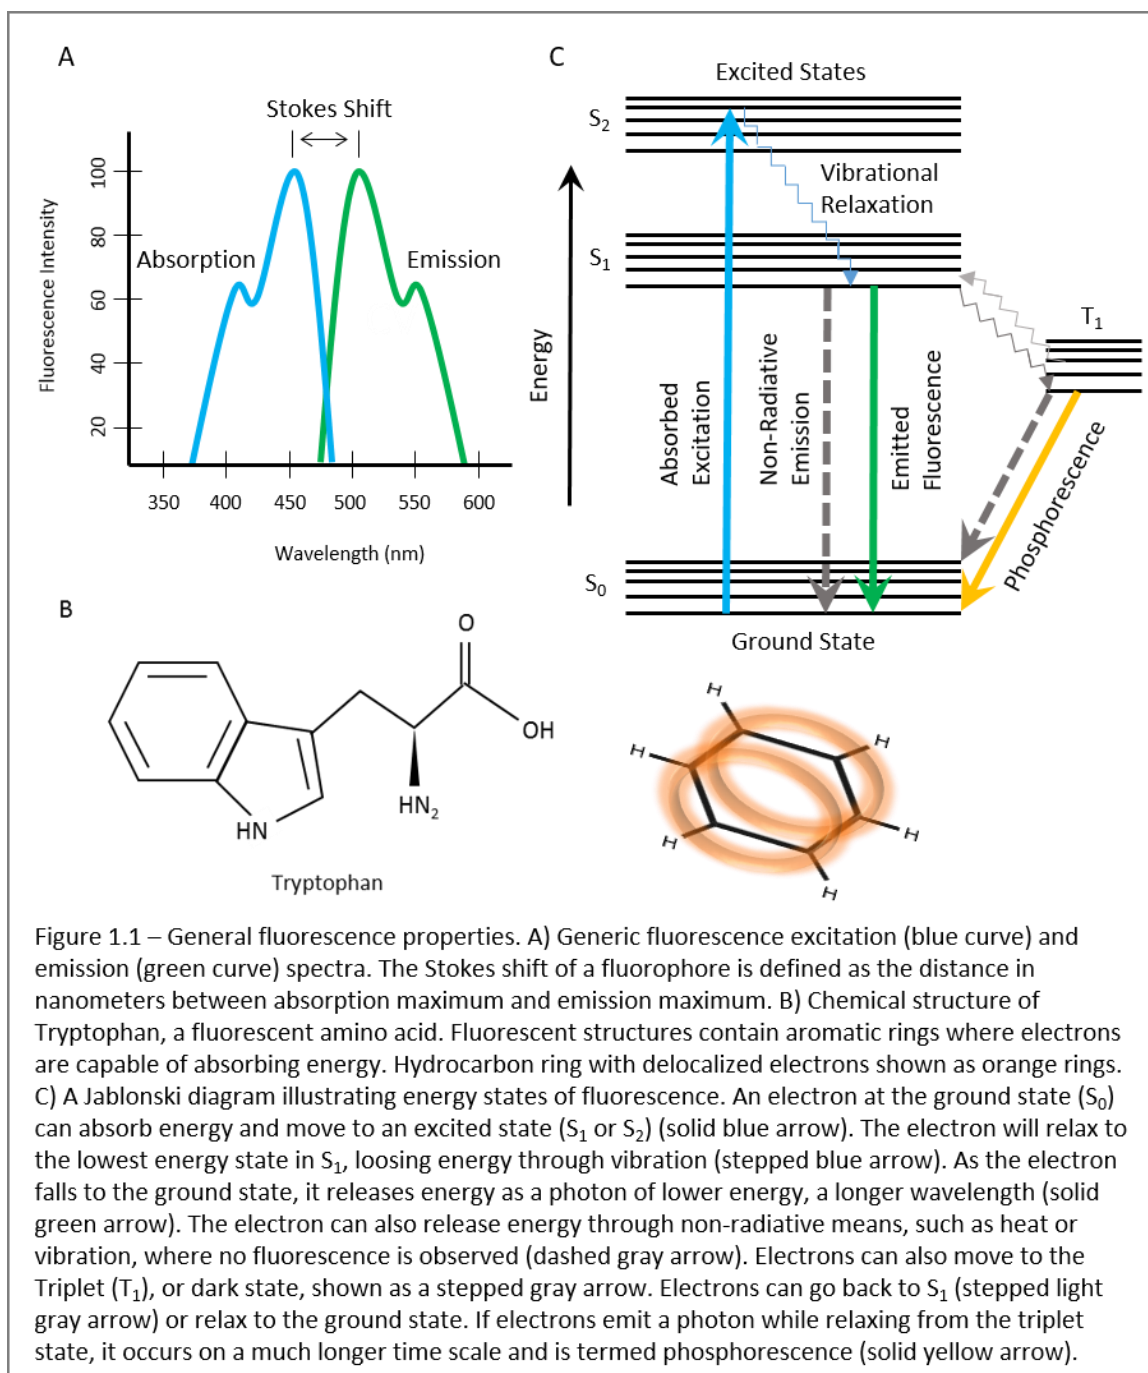 A
Stokes Shift
Fluorescence Intensity
100
80
60
40
20
Absorption
Emission
350 400 450 500 550 600
Wavelength (nm)
B
O
OH
HN₂
HN
Tryptophan
C
Excited States
S₂
Vibrational
Relaxation
S₁
T₁
Energy
Absorbed
Excitation
Non-Radiative
Emission
Emitted
Fluorescence
Phosphorescence
S₀
Ground State
H
H
H
H
H
H
Figure 1.1 – General fluorescence properties. A) Generic fluorescence excitation (blue curve) and
emission (green curve) spectra. The Stokes shift of a fluorophore is defined as the distance in
nanometers between absorption maximum and emission maximum. B) Chemical structure of
Tryptophan, a fluorescent amino acid. Fluorescent structures contain aromatic rings where electrons
are capable of absorbing energy. Hydrocarbon ring with delocalized electrons shown as orange rings.
C) A Jablonski diagram illustrating energy states of fluorescence. An electron at the ground state (S₀)
can absorb energy and move to an excited state (S₁ or S₂) (solid blue arrow). The electron will relax to
the lowest energy state in S₁, loosing energy through vibration (stepped blue arrow). As the electron
falls to the ground state, it releases energy as a photon of lower energy, a longer wavelength (solid
green arrow). The electron can also release energy through non-radiative means, such as heat or
vibration, where no fluorescence is observed (dashed gray arrow). Electrons can also move to the
Triplet (T₁), or dark state, shown as a stepped gray arrow. Electrons can go back to S₁ (stepped light
gray arrow) or relax to the ground state. If electrons emit a photon while relaxing from the triplet
state, it occurs on a much longer time scale and is termed phosphorescence (solid yellow arrow).